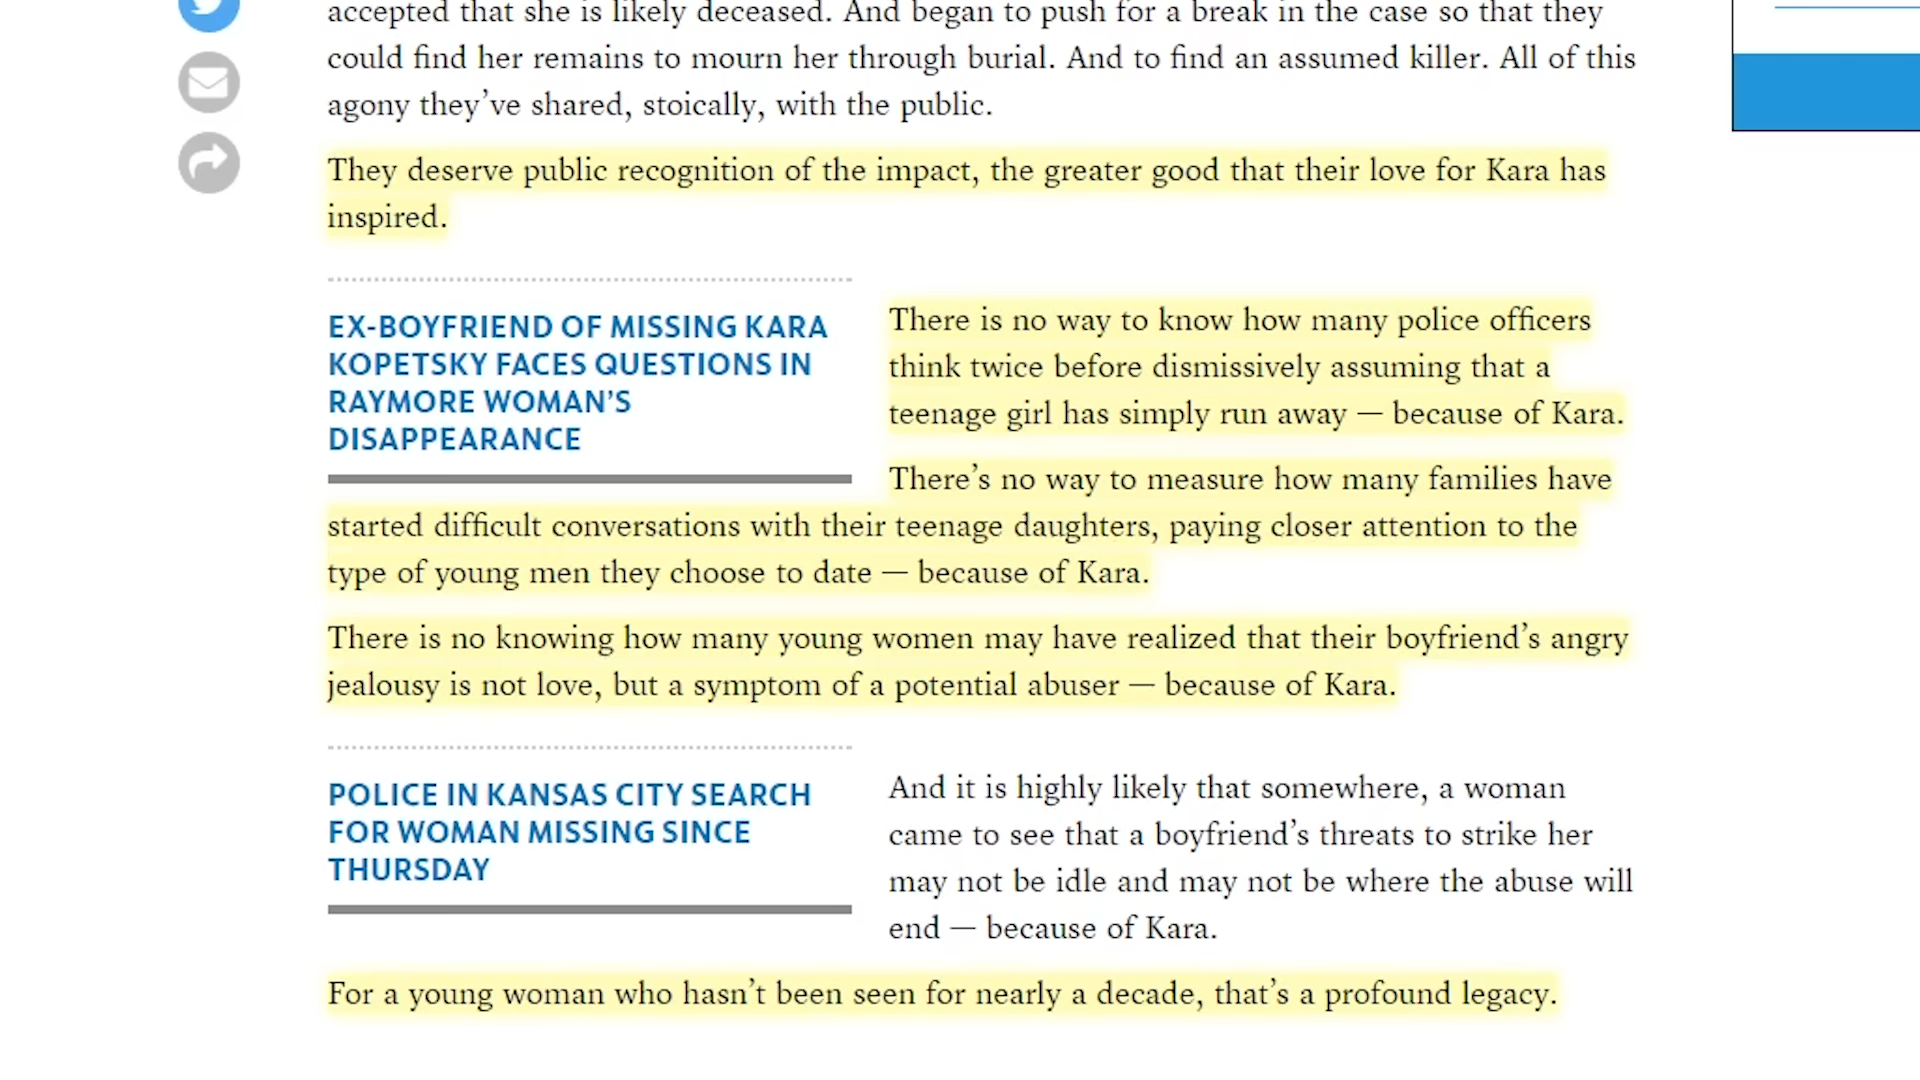 accepted that she is likely deceased. And began to push for a break in the case so that they
could find her remains to mourn her through burial. And to find an assumed killer. All of this
agony they’ve shared, stoically, with the public.
They deserve public recognition of the impact, the greater good that their love for Kara has
inspired.
EX-BOYFRIEND OF MISSING KARA
KOPETSKY FACES QUESTIONS IN
RAYMORE WOMAN’S
DISAPPEARANCE
There is no way to know how many police officers
think twice before dismissively assuming that a
teenage girl has simply run away — because of Kara.
There’s no way to measure how many families have
started difficult conversations with their teenage daughters, paying closer attention to the
type of young men they choose to date — because of Kara.
There is no knowing how many young women may have realized that their boyfriend’s angry
jealousy is not love, but a symptom of a potential abuser — because of Kara.
POLICE IN KANSAS CITY SEARCH
FOR WOMAN MISSING SINCE
THURSDAY
And it is highly likely that somewhere, a woman
came to see that a boyfriend’s threats to strike her
may not be idle and may not be where the abuse will
end — because of Kara.
For a young woman who hasn’t been seen for nearly a decade, that’s a profound legacy.